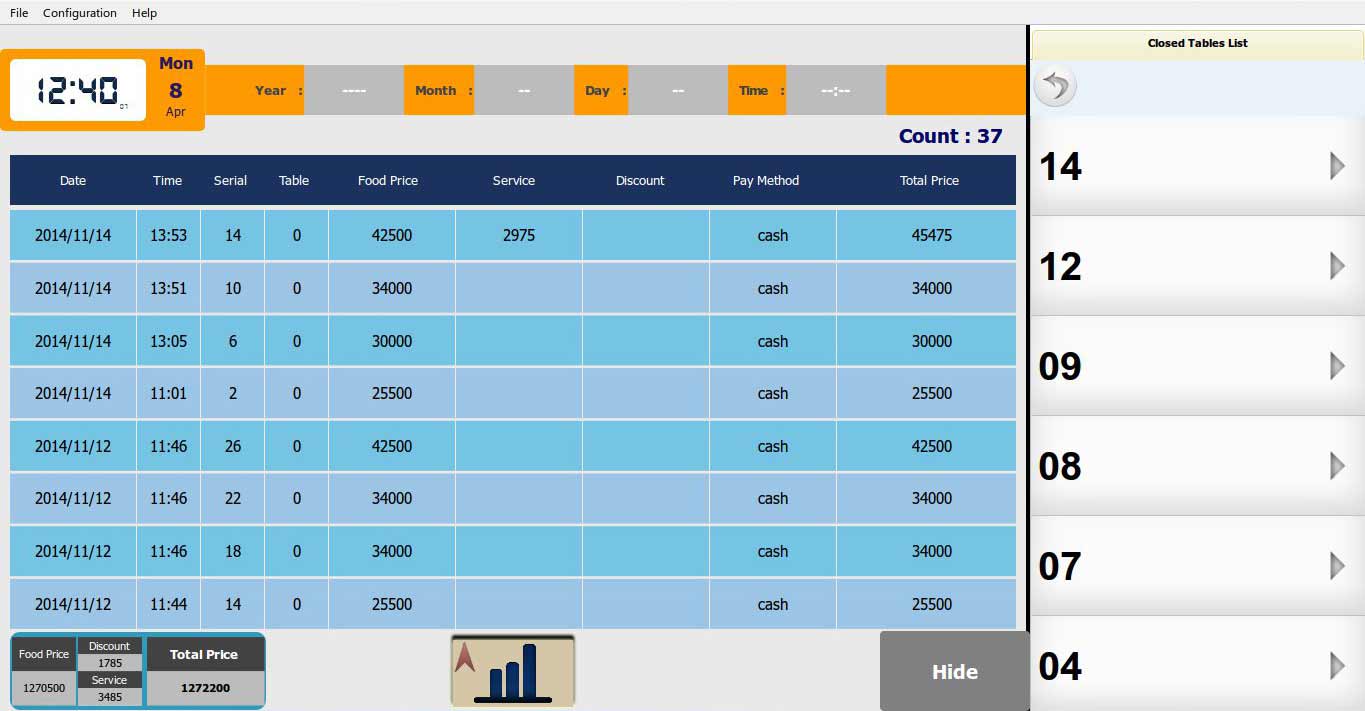 File Configuration Help
Closed Tables List
12:40 01
Mon
8
Apr
Year : ---- Month : -- Day : -- Time : --:--
Count : 37
Date Time Serial Table Food Price Service Discount Pay Method Total Price
2014/11/14 13:53 14 0 42500 2975 cash 45475
2014/11/14 13:51 10 0 34000 cash 34000
2014/11/14 13:05 6 0 30000 cash 30000
2014/11/14 11:01 2 0 25500 cash 25500
2014/11/12 11:46 26 0 42500 cash 42500
2014/11/12 11:46 22 0 34000 cash 34000
2014/11/12 11:46 18 0 34000 cash 34000
2014/11/12 11:44 14 0 25500 cash 25500
14
12
09
08
07
04
Food Price
1270500
Discount
1785
Service
3485
Total Price
1272200
Hide